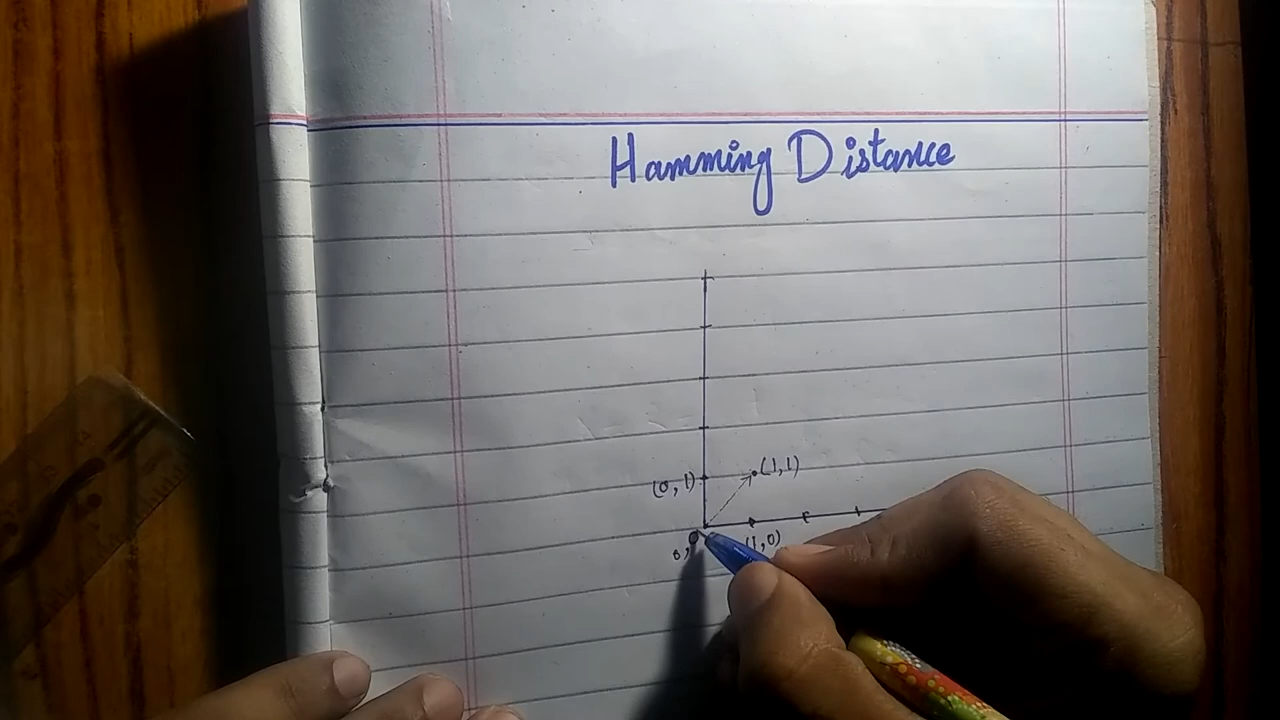 Hamming Distance
(0,1) (1,1)
(1,0)